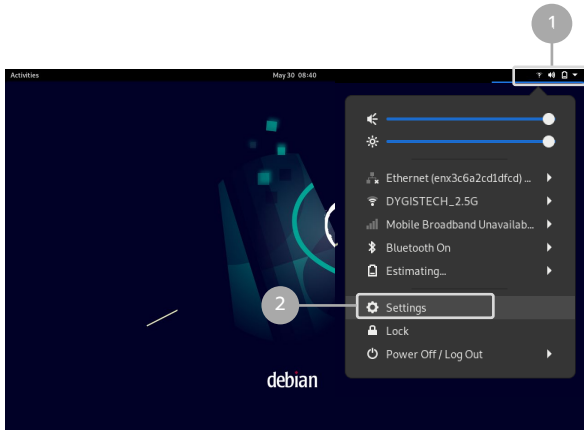 1
Activities
May 30 08:40
Ethernet (enx3c6a2cd1dfcd) ...
DYGISTECH_2.5G
Mobile Broadband Unavailab...
Bluetooth On
Estimating...
2
Settings
Lock
Power Off / Log Out
debian